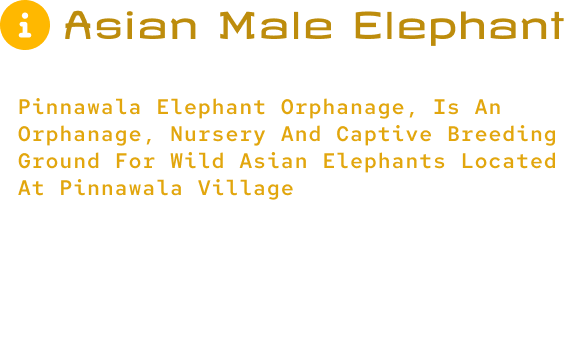 Asian Male Elephant
Pinnawala Elephant Orphanage, Is An
Orphanage, Nursery And Captive Breeding
Ground For Wild Asian Elephants Located
At Pinnawala Village